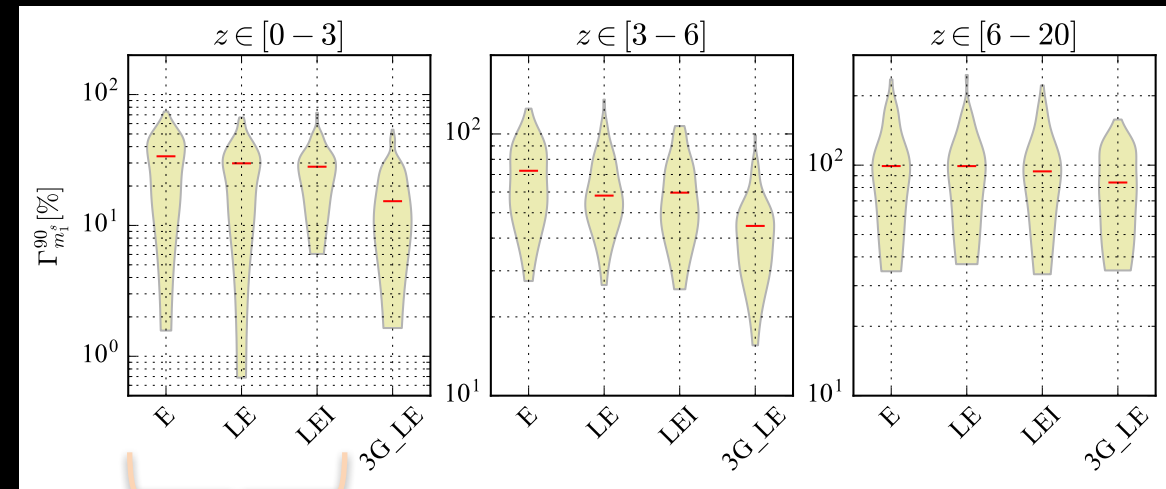 z ∈ [0 − 3]
z ∈ [3 − 6]
z ∈ [6 − 20]
Γ^{90}_{m_1^s} [%]
10^2
10^1
10^0
E
LE
LEI
3G_LE
10^2
10^1
E
LE
LEI
3G_LE
10^2
10^1
E
LE
LEI
3G_LE